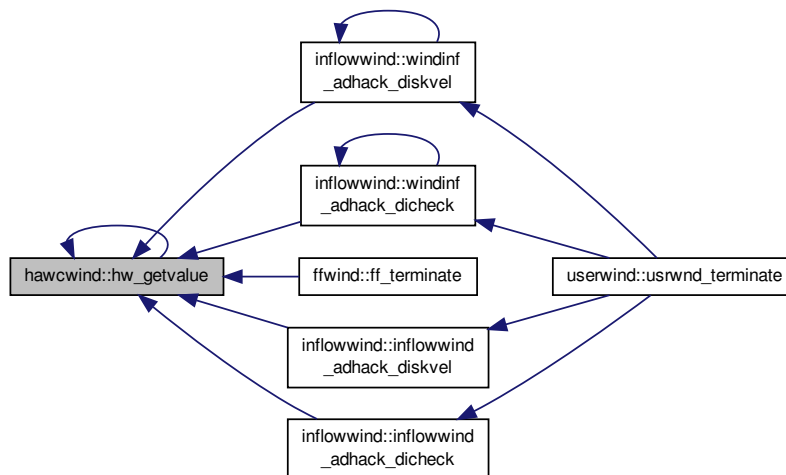 inflowwind::windinf
_adhack_diskvel
inflowwind::windinf
_adhack_dicheck
hawcwind::hw_getvalue
ffwind::ff_terminate
userwind::usrwnd_terminate
inflowwind::inflowwind
_adhack_diskvel
inflowwind::inflowwind
_adhack_dicheck